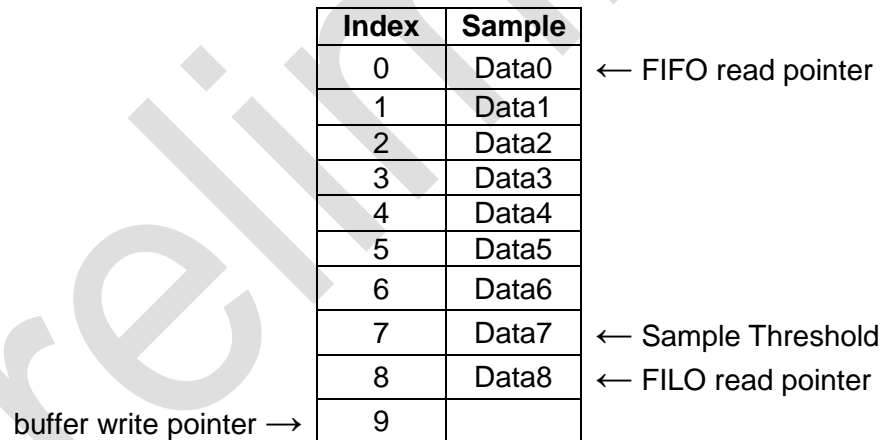 Index Sample
0 Data0 ← FIFO read pointer
1 Data1
2 Data2
3 Data3
4 Data4
5 Data5
6 Data6
7 Data7 ← Sample Threshold
8 Data8 ← FILO read pointer
buffer write pointer → 9
relim